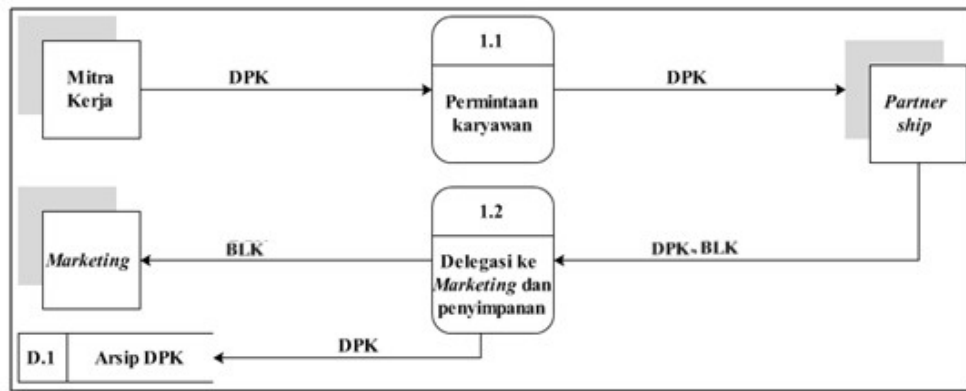 1.1
Mitra
Kerja
DPK
Permintaan
karyawan
DPK
Partner
ship
1.2
Marketing
BLK
Delegasi ke
Marketing dan
penyimpanan
DPK, BLK
D.1
Arsip DPK
DPK